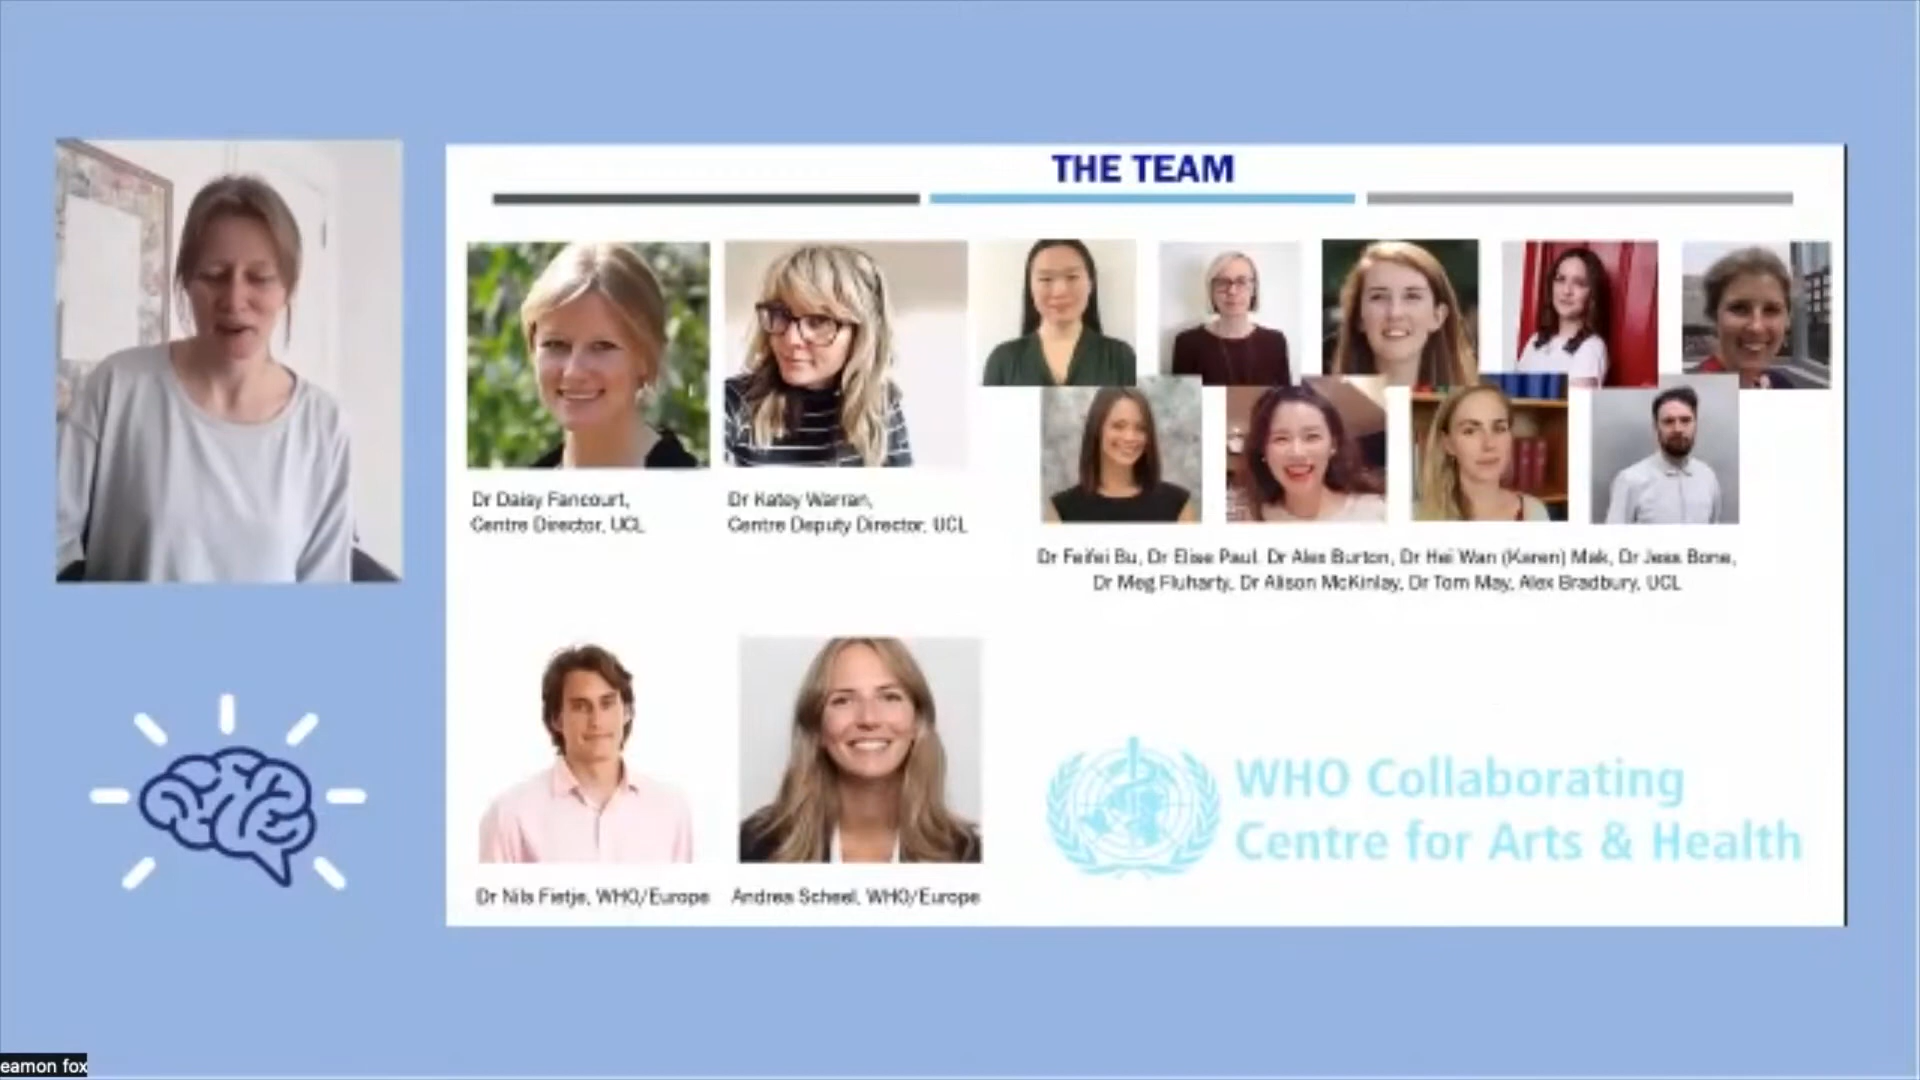 THE TEAM
Dr Daisy Fancourt,
Centre Director, UCL
Dr Katey Warran,
Centre Deputy Director, UCL
Dr Feifei Bu, Dr Elise Paul. Dr Alex Burton, Dr Hei Wan (Karen) Mak, Dr Jess Bone,
Dr Meg Fluharty, Dr Alison McKinlay, Dr Tom May, Alex Bradbury, UCL
Dr Nils Fietje, WHO/Europe
Andrea Scheel, WHO/Europe
WHO Collaborating
Centre for Arts & Health
eamon fox